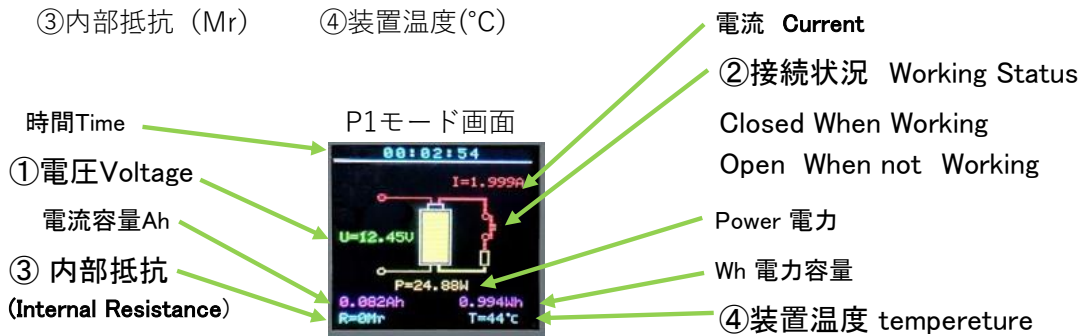 ③内部抵抗（Mr） ④装置温度(°C)
電流 Current
②接続状況 Working Status
時間Time
P1モード画面
Closed When Working
00:02:54
①電圧Voltage
Open When not Working
I=1.999A
電流容量Ah
Power 電力
U=12.45V
③ 内部抵抗
Wh 電力容量
P=24.88W
(Internal Resistance)
0.082Ah 0.994Wh
R=0Mr T=44℃
④装置温度 tempereture